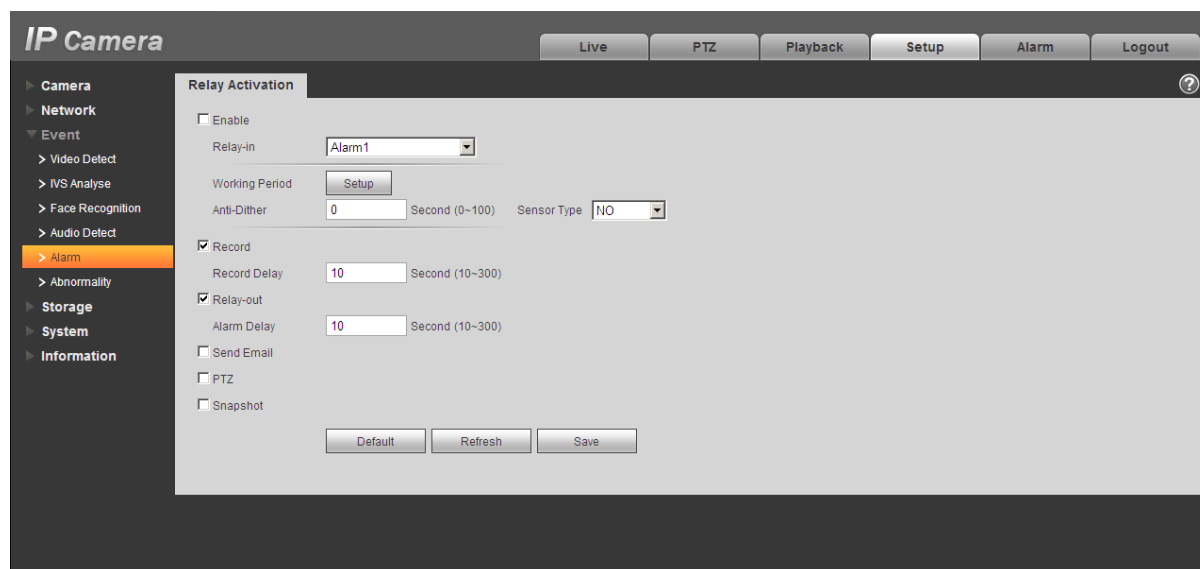 IP Camera
Live PTZ Playback Setup Alarm Logout
Camera
Network
Event
> Video Detect
> IVS Analyse
> Face Recognition
> Audio Detect
> Alarm
> Abnormality
Storage
System
Information
Relay Activation
?
Enable
Relay-in Alarm1
Working Period Setup
Anti-Dither 0 Second (0~100) Sensor Type NO
Record
Record Delay 10 Second (10~300)
Relay-out
Alarm Delay 10 Second (10~300)
Send Email
PTZ
Snapshot
Default Refresh Save